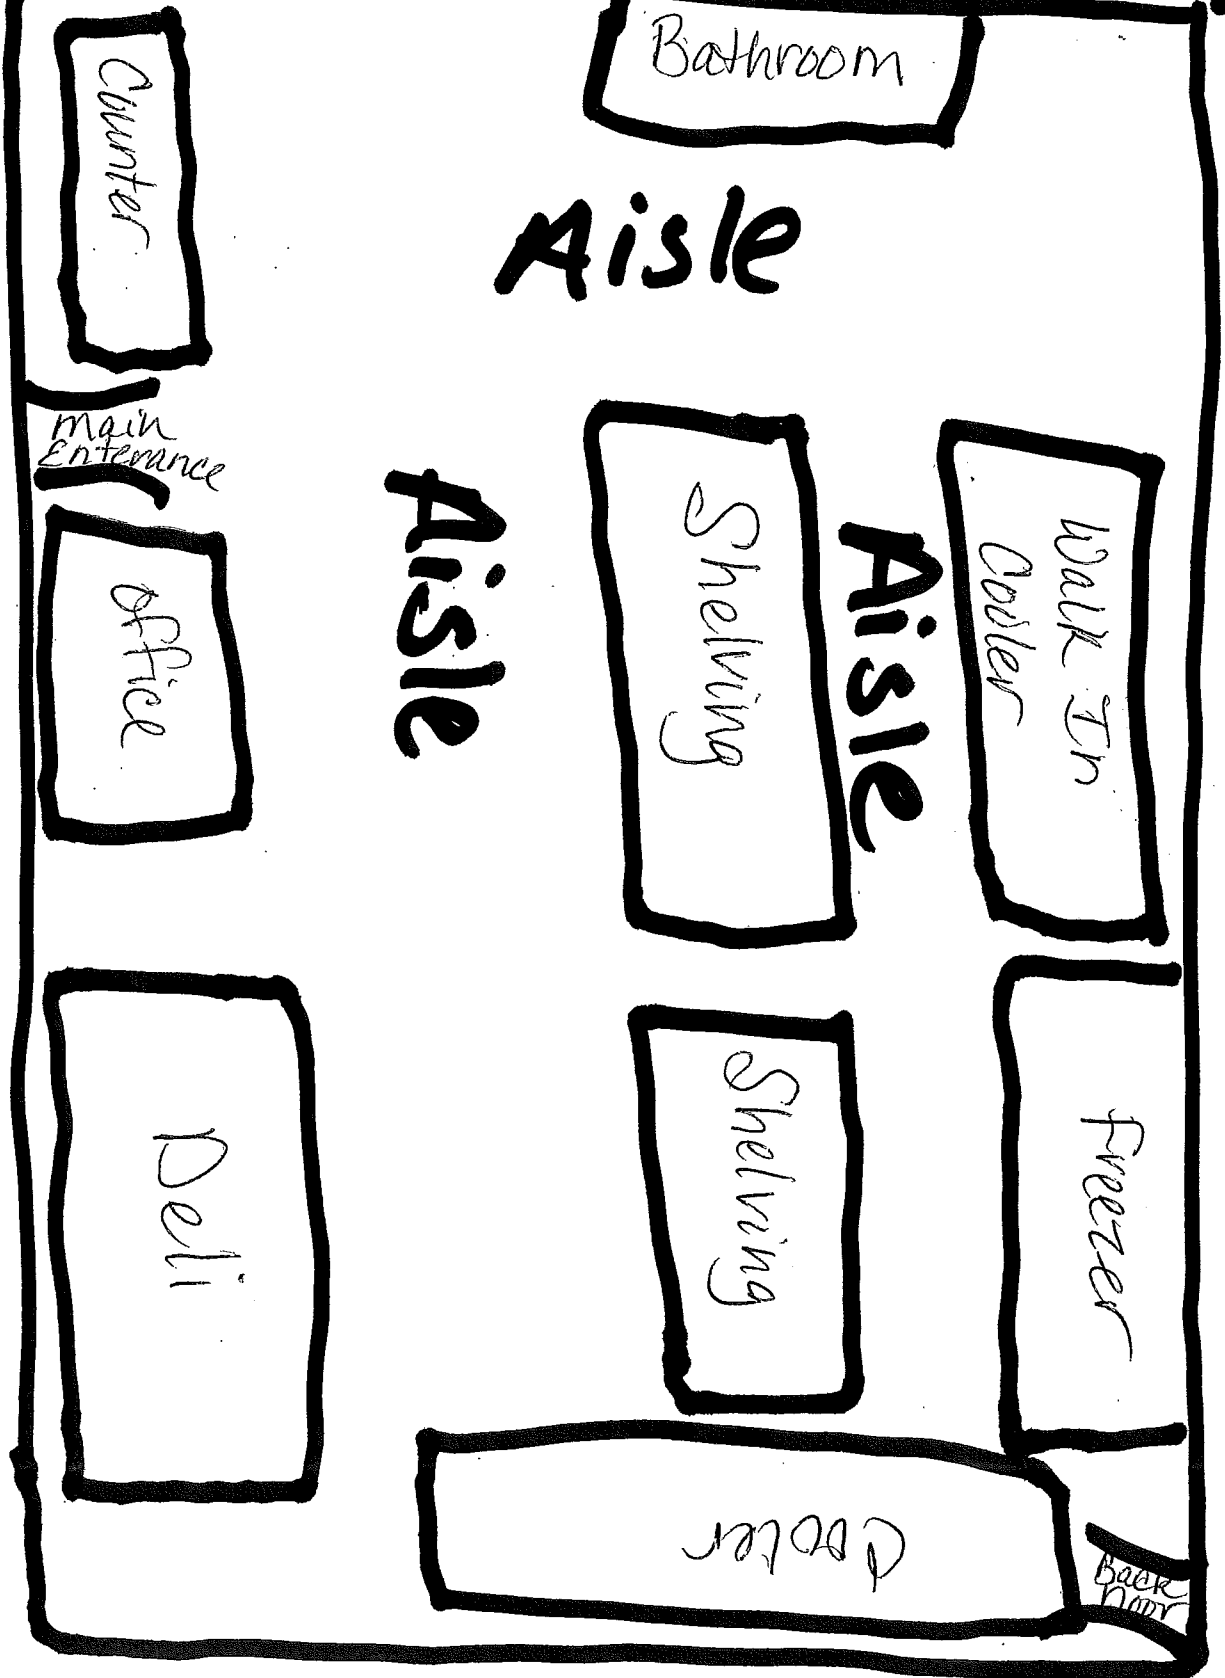 Bathroom
Counter
Aisle
Main
Enterance
Aisle
Shelving
Aisle
Walk In
Cooler
Office
Deli
Shelving
Freezer
Cooler
Back
Door